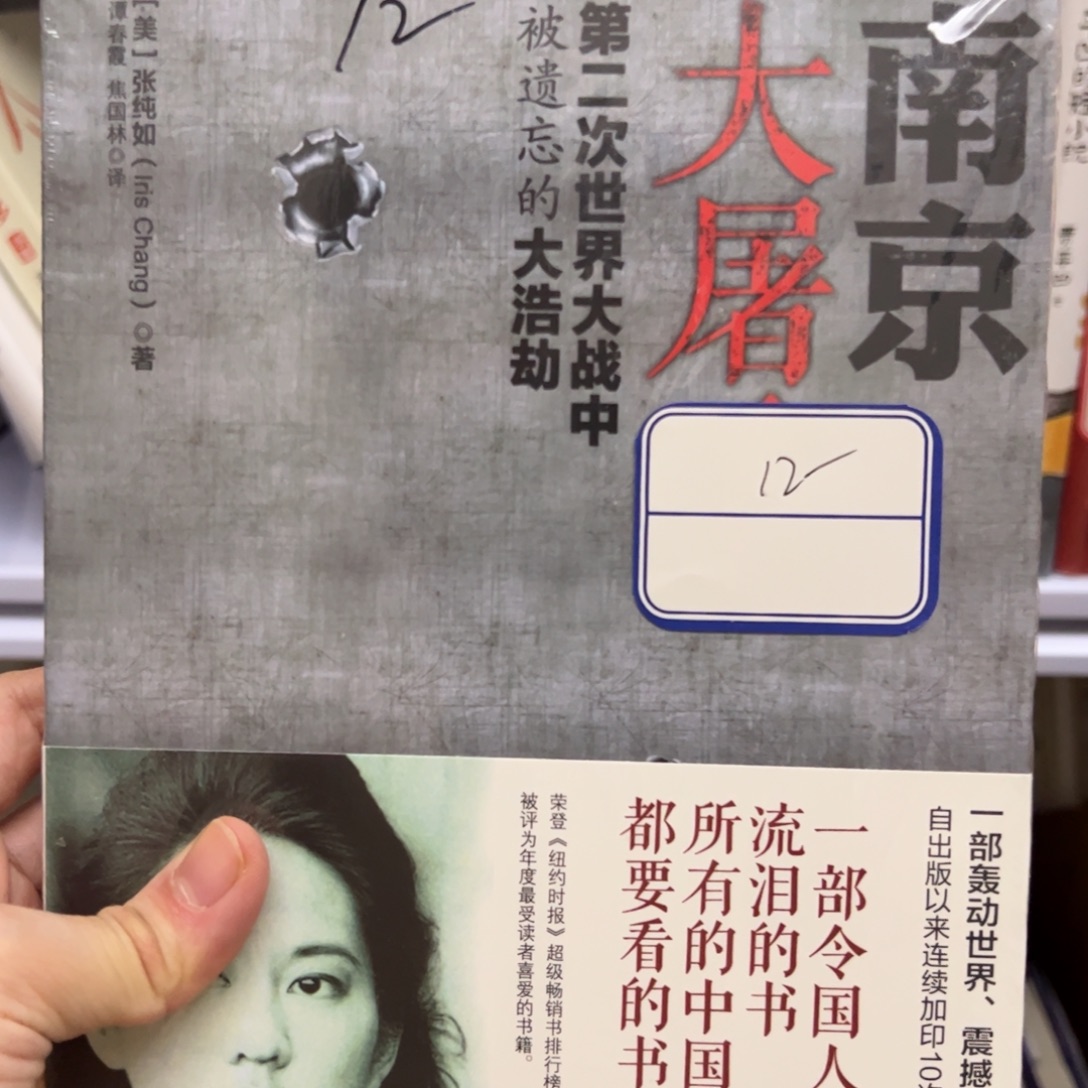 南京
大屠
第二次世界大战中
被遗忘的大浩劫
[美]张纯如(Iris Chang)◎著
谭春霞 焦国林◎译
12
12
一部轰动世界、震撼
自出版以来连续加印10
一部令国人
流泪的书
所有的中国
都要看的书
荣登《纽约时报》超级畅销书排行榜
被评为年度最受读者喜爱的书籍。